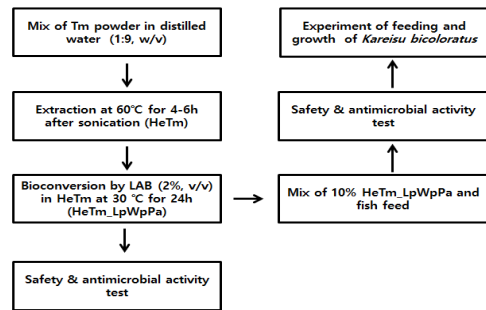 Mix of Tm powder in distilled
water (1:9, w/v)
Extraction at 60℃ for 4-6h
after sonication (HeTm)
Bioconversion by LAB (2%, v/v)
in HeTm at 30 ℃ for 24h
(HeTm_LpWpPa)
Safety & antimicrobial activity
test
Mix of 10% HeTm_LpWpPa and
fish feed
Safety & antimicrobial activity
test
Experiment of feeding and
growth of Kareisu bicoloratus